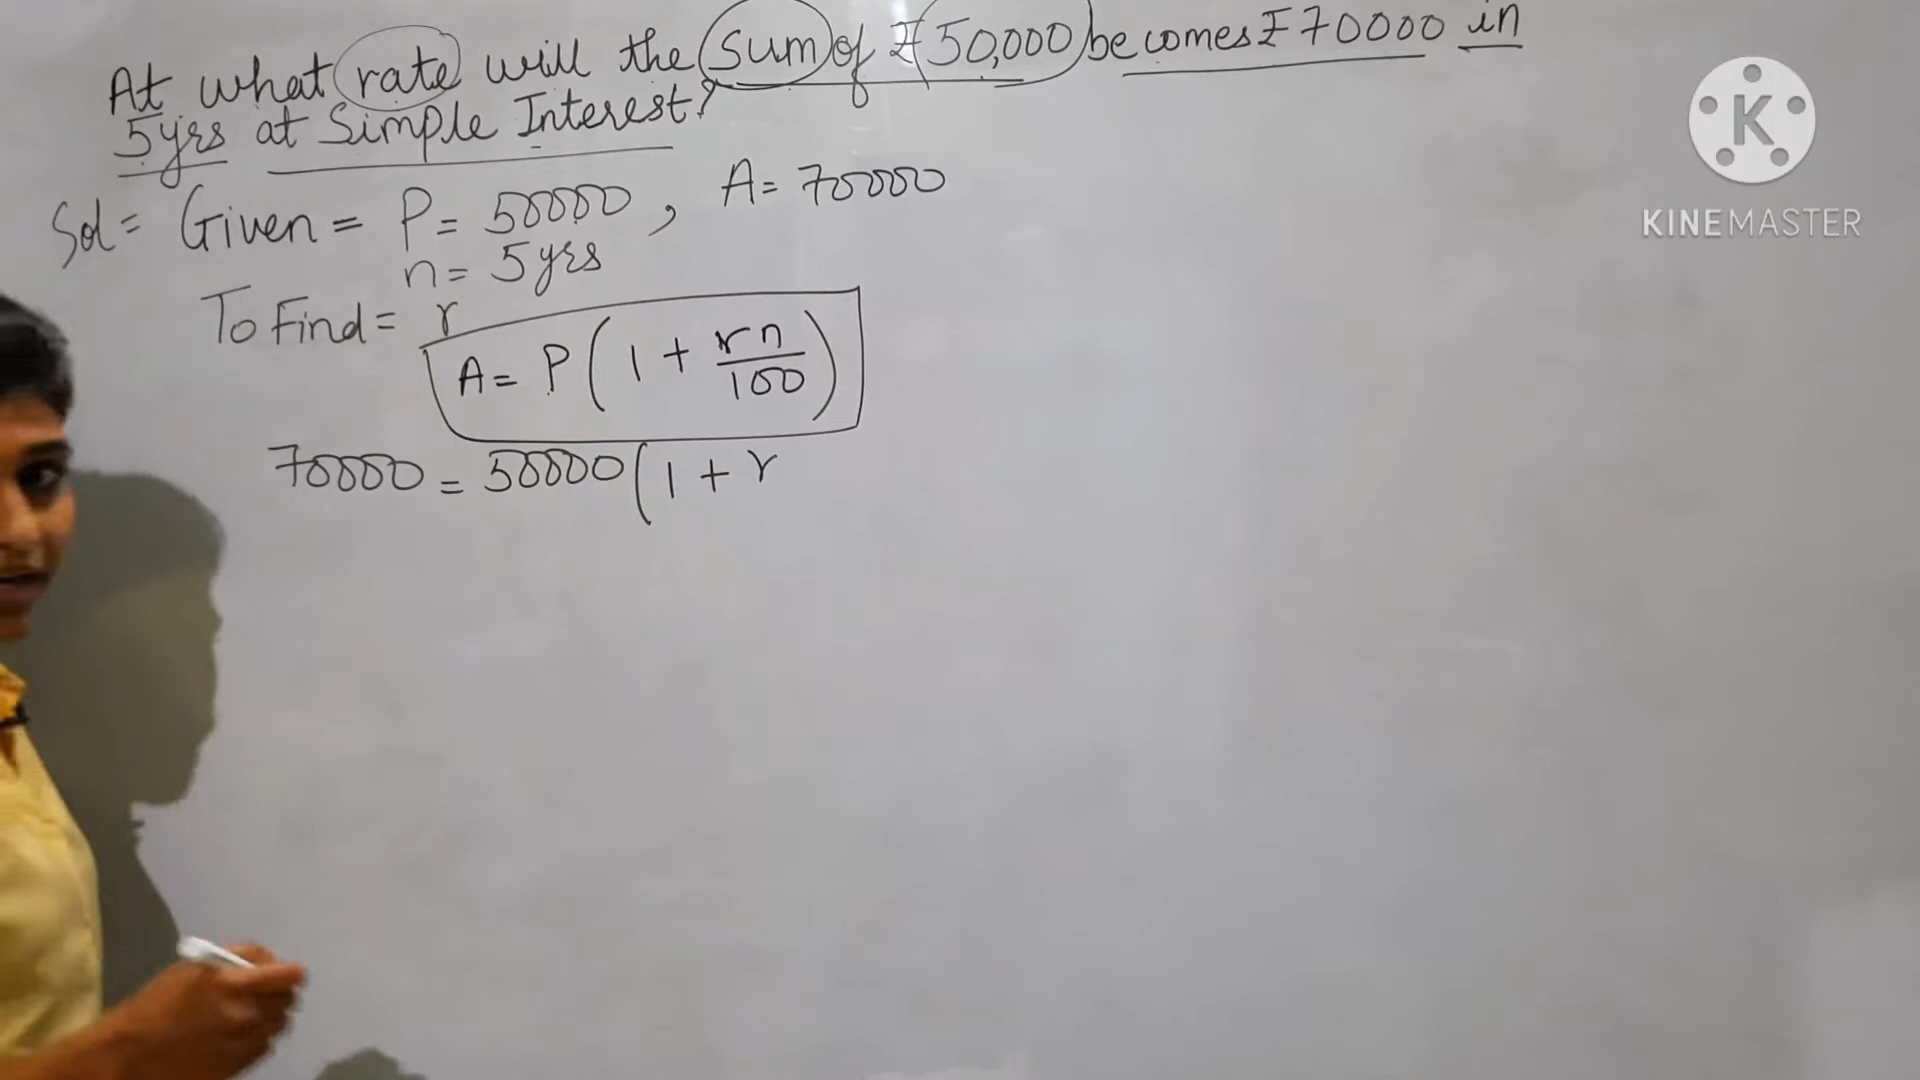 At what rate will the sum of ₹ 50,000 becomes ₹ 70000 in
5yrs at Simple Interest?
Sol = Given = P = 50000, A = 70000
n = 5yrs
To Find = r
A = P(1 + rn/100)
70000 = 50000(1 + r
K
KINEMASTER